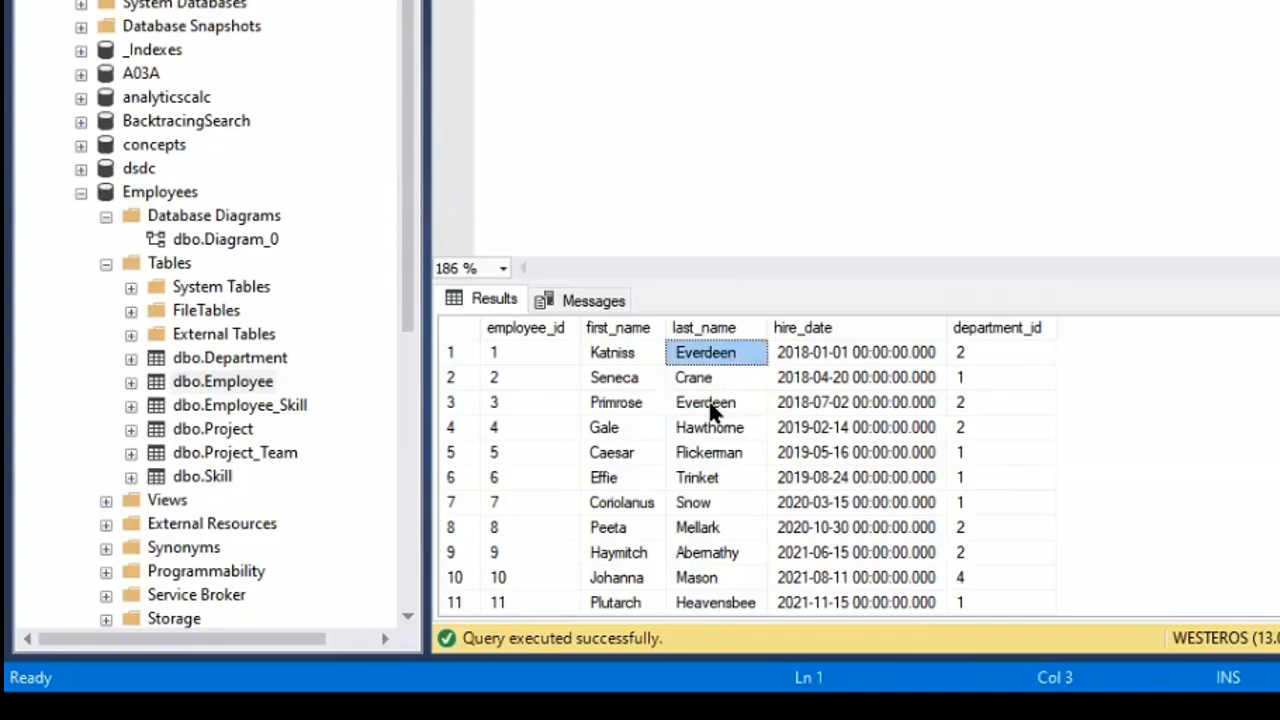 System Databases
Database Snapshots
_Indexes
A03A
analyticscalc
BacktracingSearch
concepts
dsdc
Employees
Database Diagrams
dbo.Diagram_0
Tables
System Tables
FileTables
External Tables
dbo.Department
dbo.Employee
dbo.Employee_Skill
dbo.Project
dbo.Project_Team
dbo.Skill
Views
External Resources
Synonyms
Programmability
Service Broker
Storage
186 %
Results Messages
employee_id first_name last_name hire_date department_id
1 1 Katniss Everdeen 2018-01-01 00:00:00.000 2
2 2 Seneca Crane 2018-04-20 00:00:00.000 1
3 3 Primrose Everdeen 2018-07-02 00:00:00.000 2
4 4 Gale Hawthorne 2019-02-14 00:00:00.000 2
5 5 Caesar Flickerman 2019-05-16 00:00:00.000 1
6 6 Effie Trinket 2019-08-24 00:00:00.000 1
7 7 Coriolanus Snow 2020-03-15 00:00:00.000 1
8 8 Peeta Mellark 2020-10-30 00:00:00.000 2
9 9 Haymitch Abernathy 2021-06-15 00:00:00.000 2
10 10 Johanna Mason 2021-08-11 00:00:00.000 4
11 11 Plutarch Heavensbee 2021-11-15 00:00:00.000 1
Query executed successfully. WESTEROS (13.0
Ready Ln 1 Col 3 INS